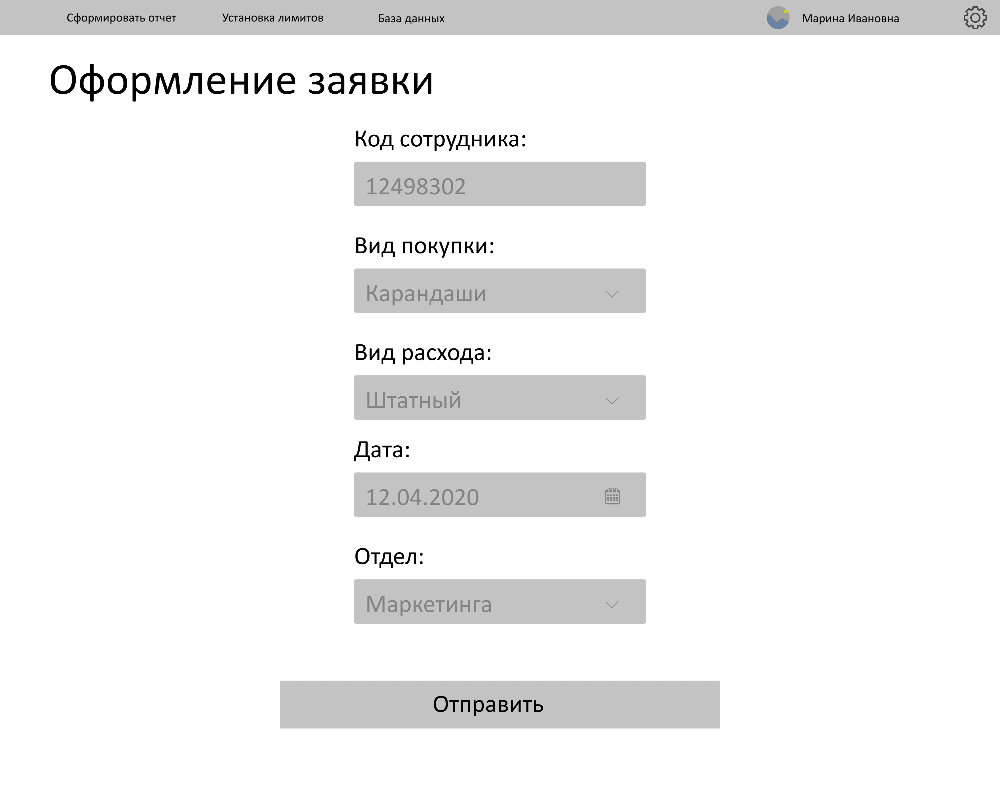 Сформировать отчет
Установка лимитов
База данных
Марина Ивановна
Оформление заявки
Код сотрудника:
12498302
Вид покупки:
Карандаши
Вид расхода:
Штатный
Дата:
12.04.2020
Отдел:
Маркетинга
Отправить